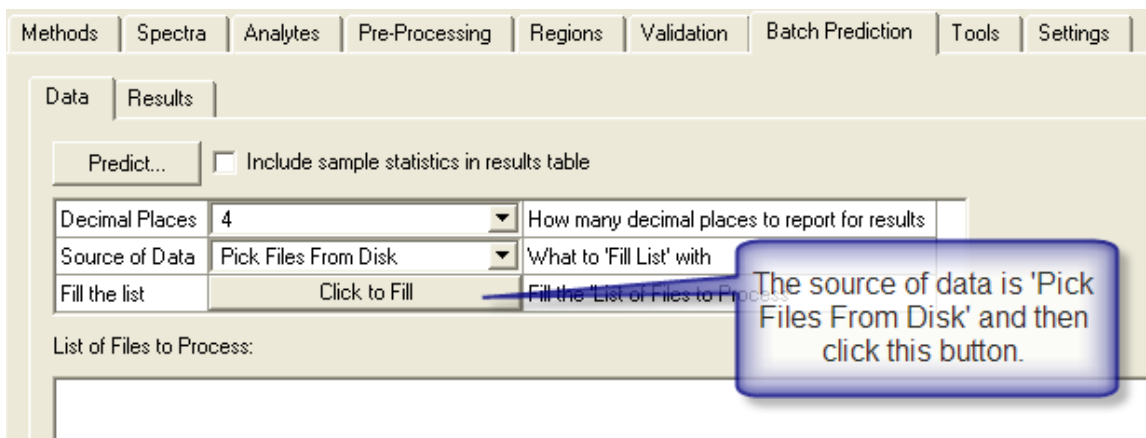 Methods Spectra Analytes Pre-Processing Regions Validation Batch Prediction Tools Settings
Data Results
Predict... Include sample statistics in results table
Decimal Places 4 How many decimal places to report for results
Source of Data Pick Files From Disk What to 'Fill List' with
Fill the list Click to Fill Fill the 'List of Files to Process'
The source of data is 'Pick
Files From Disk' and then
click this button.
List of Files to Process: